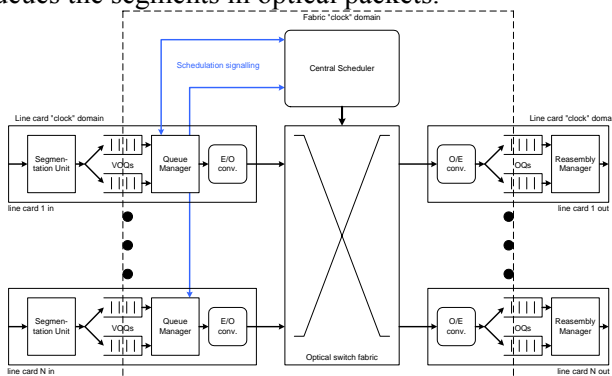 ueues the segments in optical packets.
Fabric "clock" domain
Schedulation signalling
Central Scheduler
Line card "clock" domain
Line card "clock" doma
Segmen-
tation Unit
VOQs
Queue
Manager
E/O
conv.
O/E
conv.
OQs
Reasembly
Manager
line card 1 in
line card 1 out
Segmen-
tation Unit
VOQs
Queue
Manager
E/O
conv.
O/E
conv.
OQs
Reasembly
Manager
line card N in
Optical switch fabric
line card N out